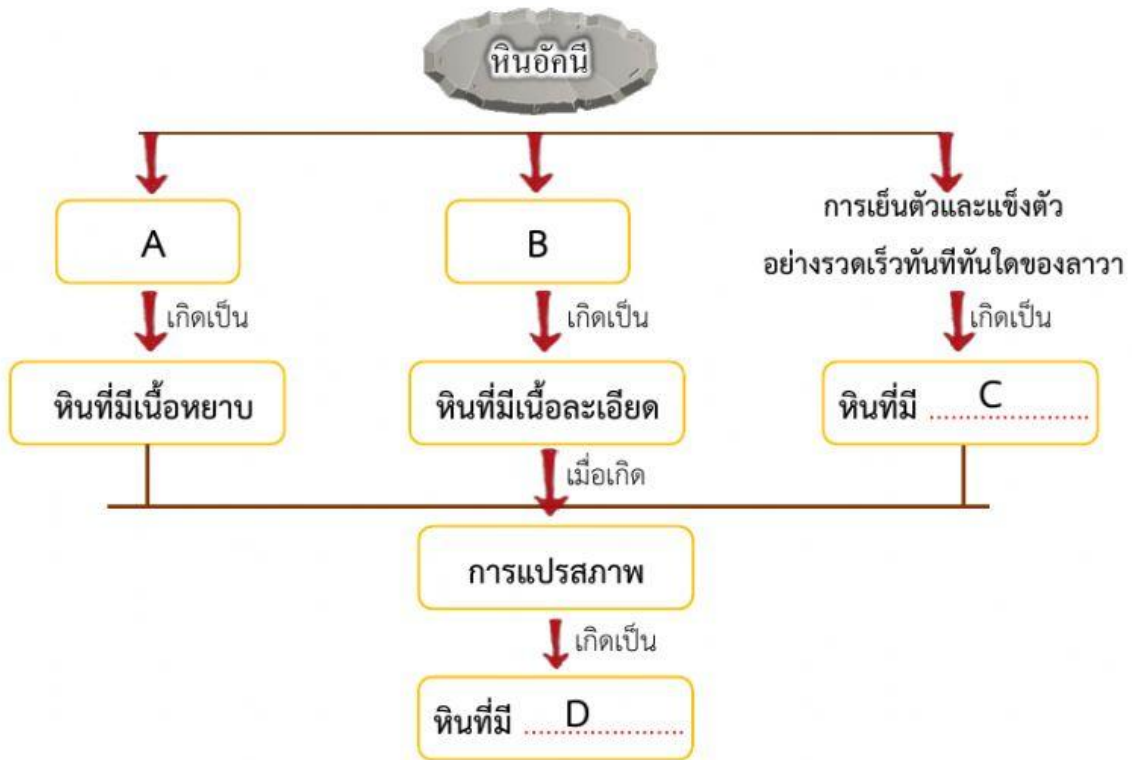 หินอัคนี
A
B
การเย็นตัวและแข็งตัว
อย่างรวดเร็วทันทีทันใดของลาวา
เกิดเป็น
เกิดเป็น
เกิดเป็น
หินที่มีเนื้อหยาบ
หินที่มีเนื้อละเอียด
หินที่มี C
เมื่อเกิด
การแปรสภาพ
เกิดเป็น
หินที่มี D